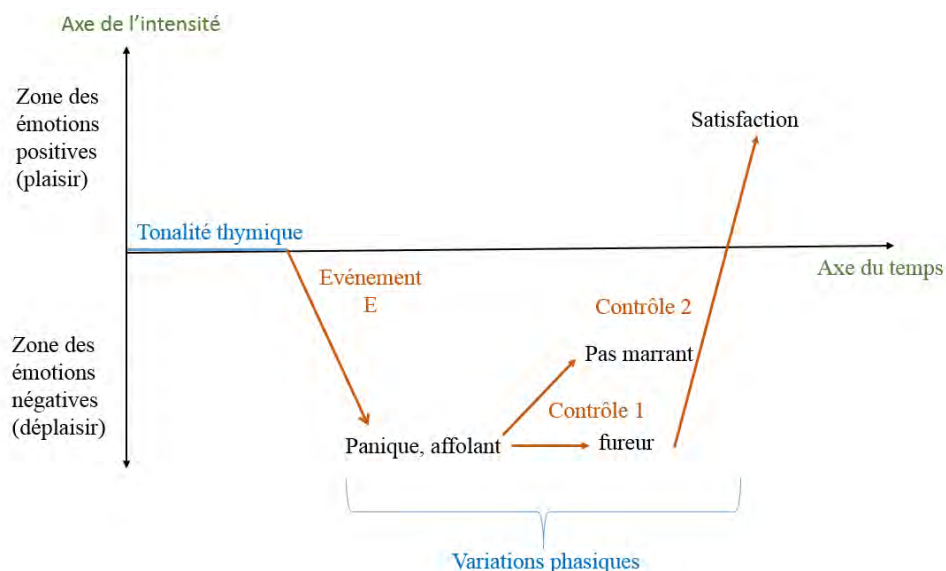 Axe de l'intensité
Zone des
émotions
positives
(plaisir)
Satisfaction
Tonalité thymique
Evénement
E
Axe du temps
Contrôle 2
Zone des
émotions
négatives
(déplaisir)
Pas marrant
Contrôle 1
Panique, affolant
fureur
Variations phasiques